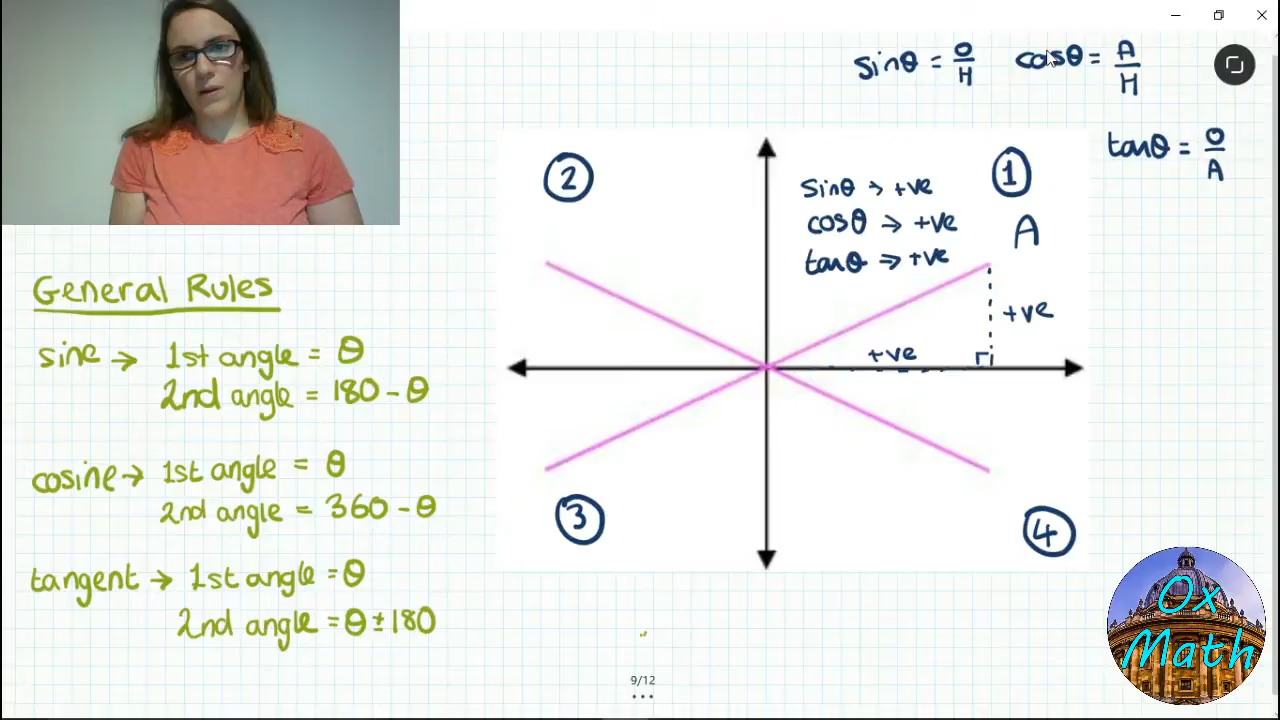 sinθ = O/H cosθ = A/H
tanθ = O/A
2
1
sinθ → +ve
cosθ → +ve
tanθ → +ve
A
+ve
+ve
3
4
General Rules
sine → 1st angle = θ
2nd angle = 180 - θ
cosine → 1st angle = θ
2nd angle = 360 - θ
tangent → 1st angle = θ
2nd angle = θ ± 180
9/12
Ox
Math